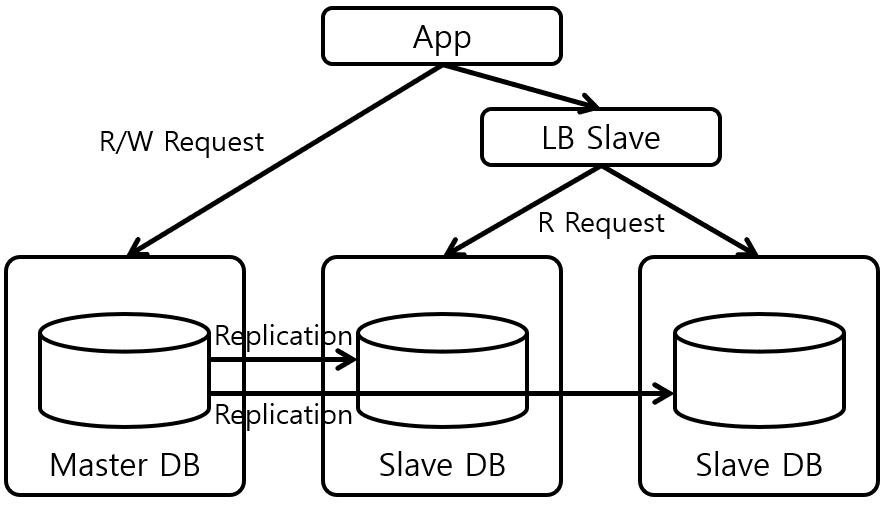 App
LB Slave
R/W Request
R Request
Replication
Replication
Master DB
Slave DB
Slave DB